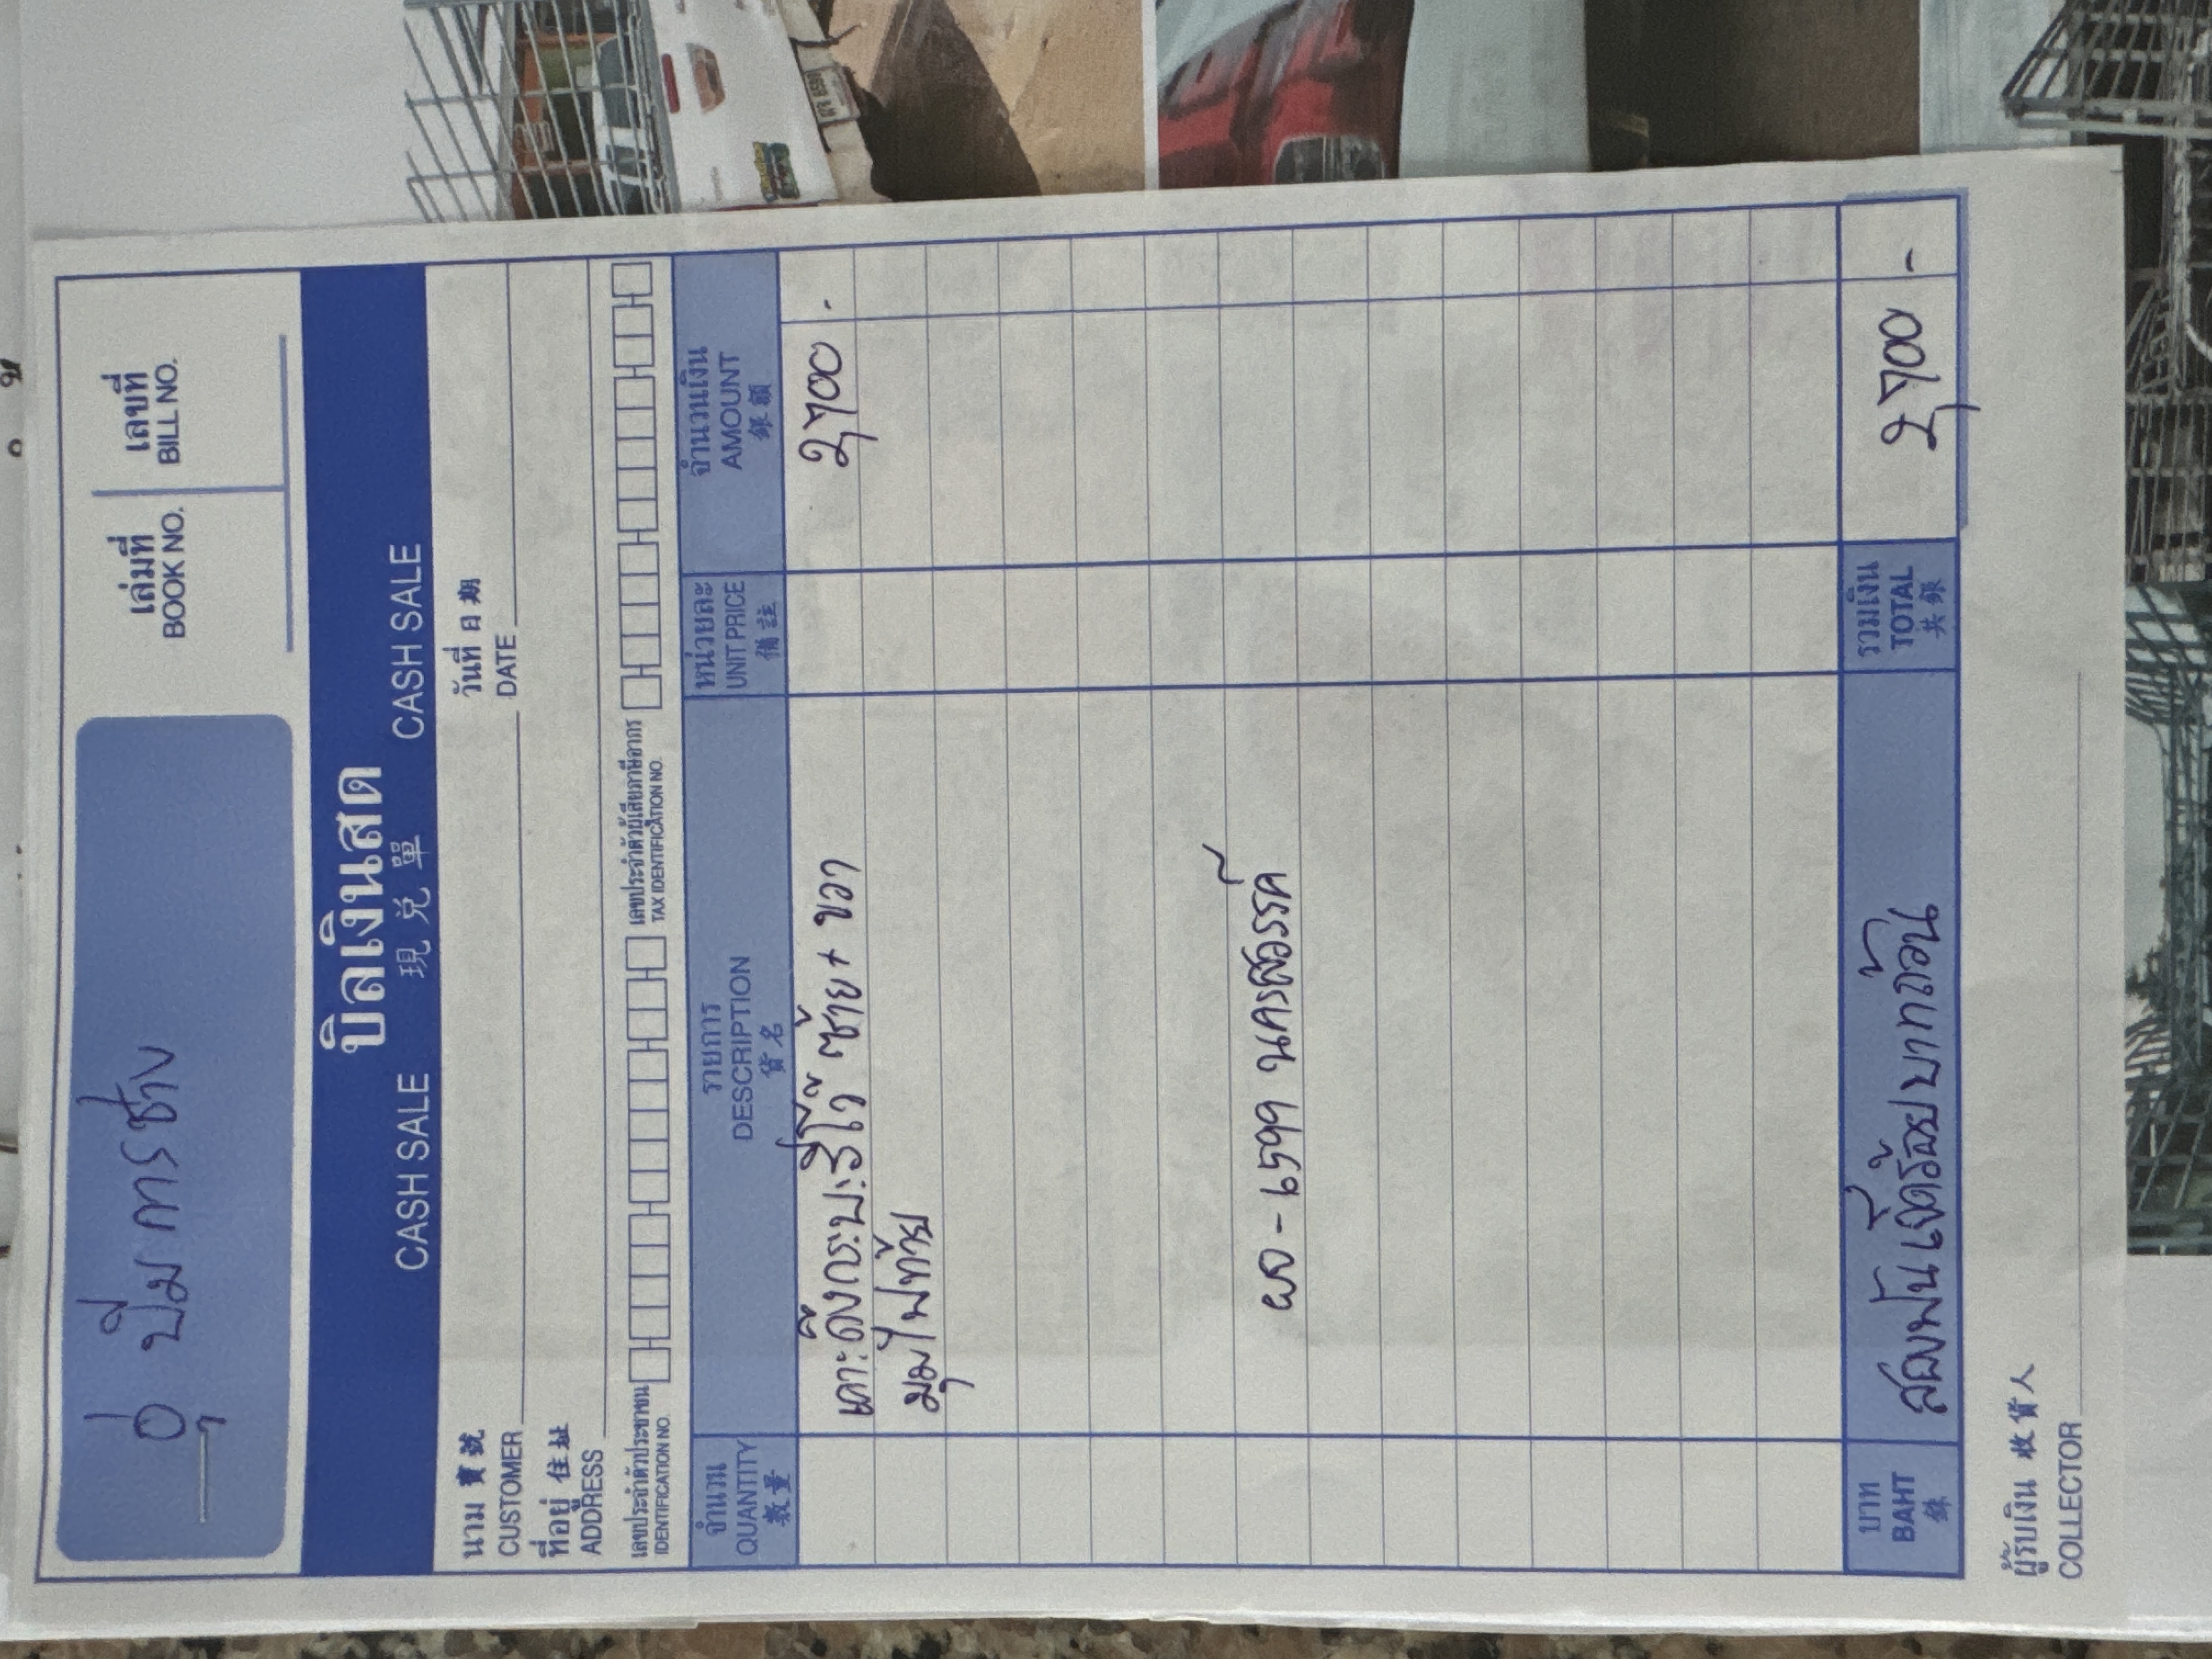 อู่ ปืมการช่าง
เล่มที่ เลขที่
BOOK NO. BILL NO.
บิลเงินสด
CASH SALE 現兌單 CASH SALE
นาม 寶號 วันที่ 日期
CUSTOMER DATE
ที่อยู่ 住址
ADDRESS
เลขประจำตัวประชาชน เลขประจำตัวผู้เสียภาษีอากร
IDENTIFICATION NO. TAX IDENTIFICATION NO.
จำนวน รายการ หน่วยละ จำนวนเงิน
QUANTITY DESCRIPTION UNIT PRICE AMOUNT
數量 貨名 備註 銀額
เคาะดึงกระบะรีโว้ ซ้าย + ขวา 2,700 .
มุมไฟท้าย
ผจ - 6599 นครสวรรค์
บาท สองพันเจ็ดร้อยบาทถ้วน รวมเงิน 2,700 -
BAHT TOTAL
銖 共銀
ผู้รับเงิน 收貨人
COLLECTOR